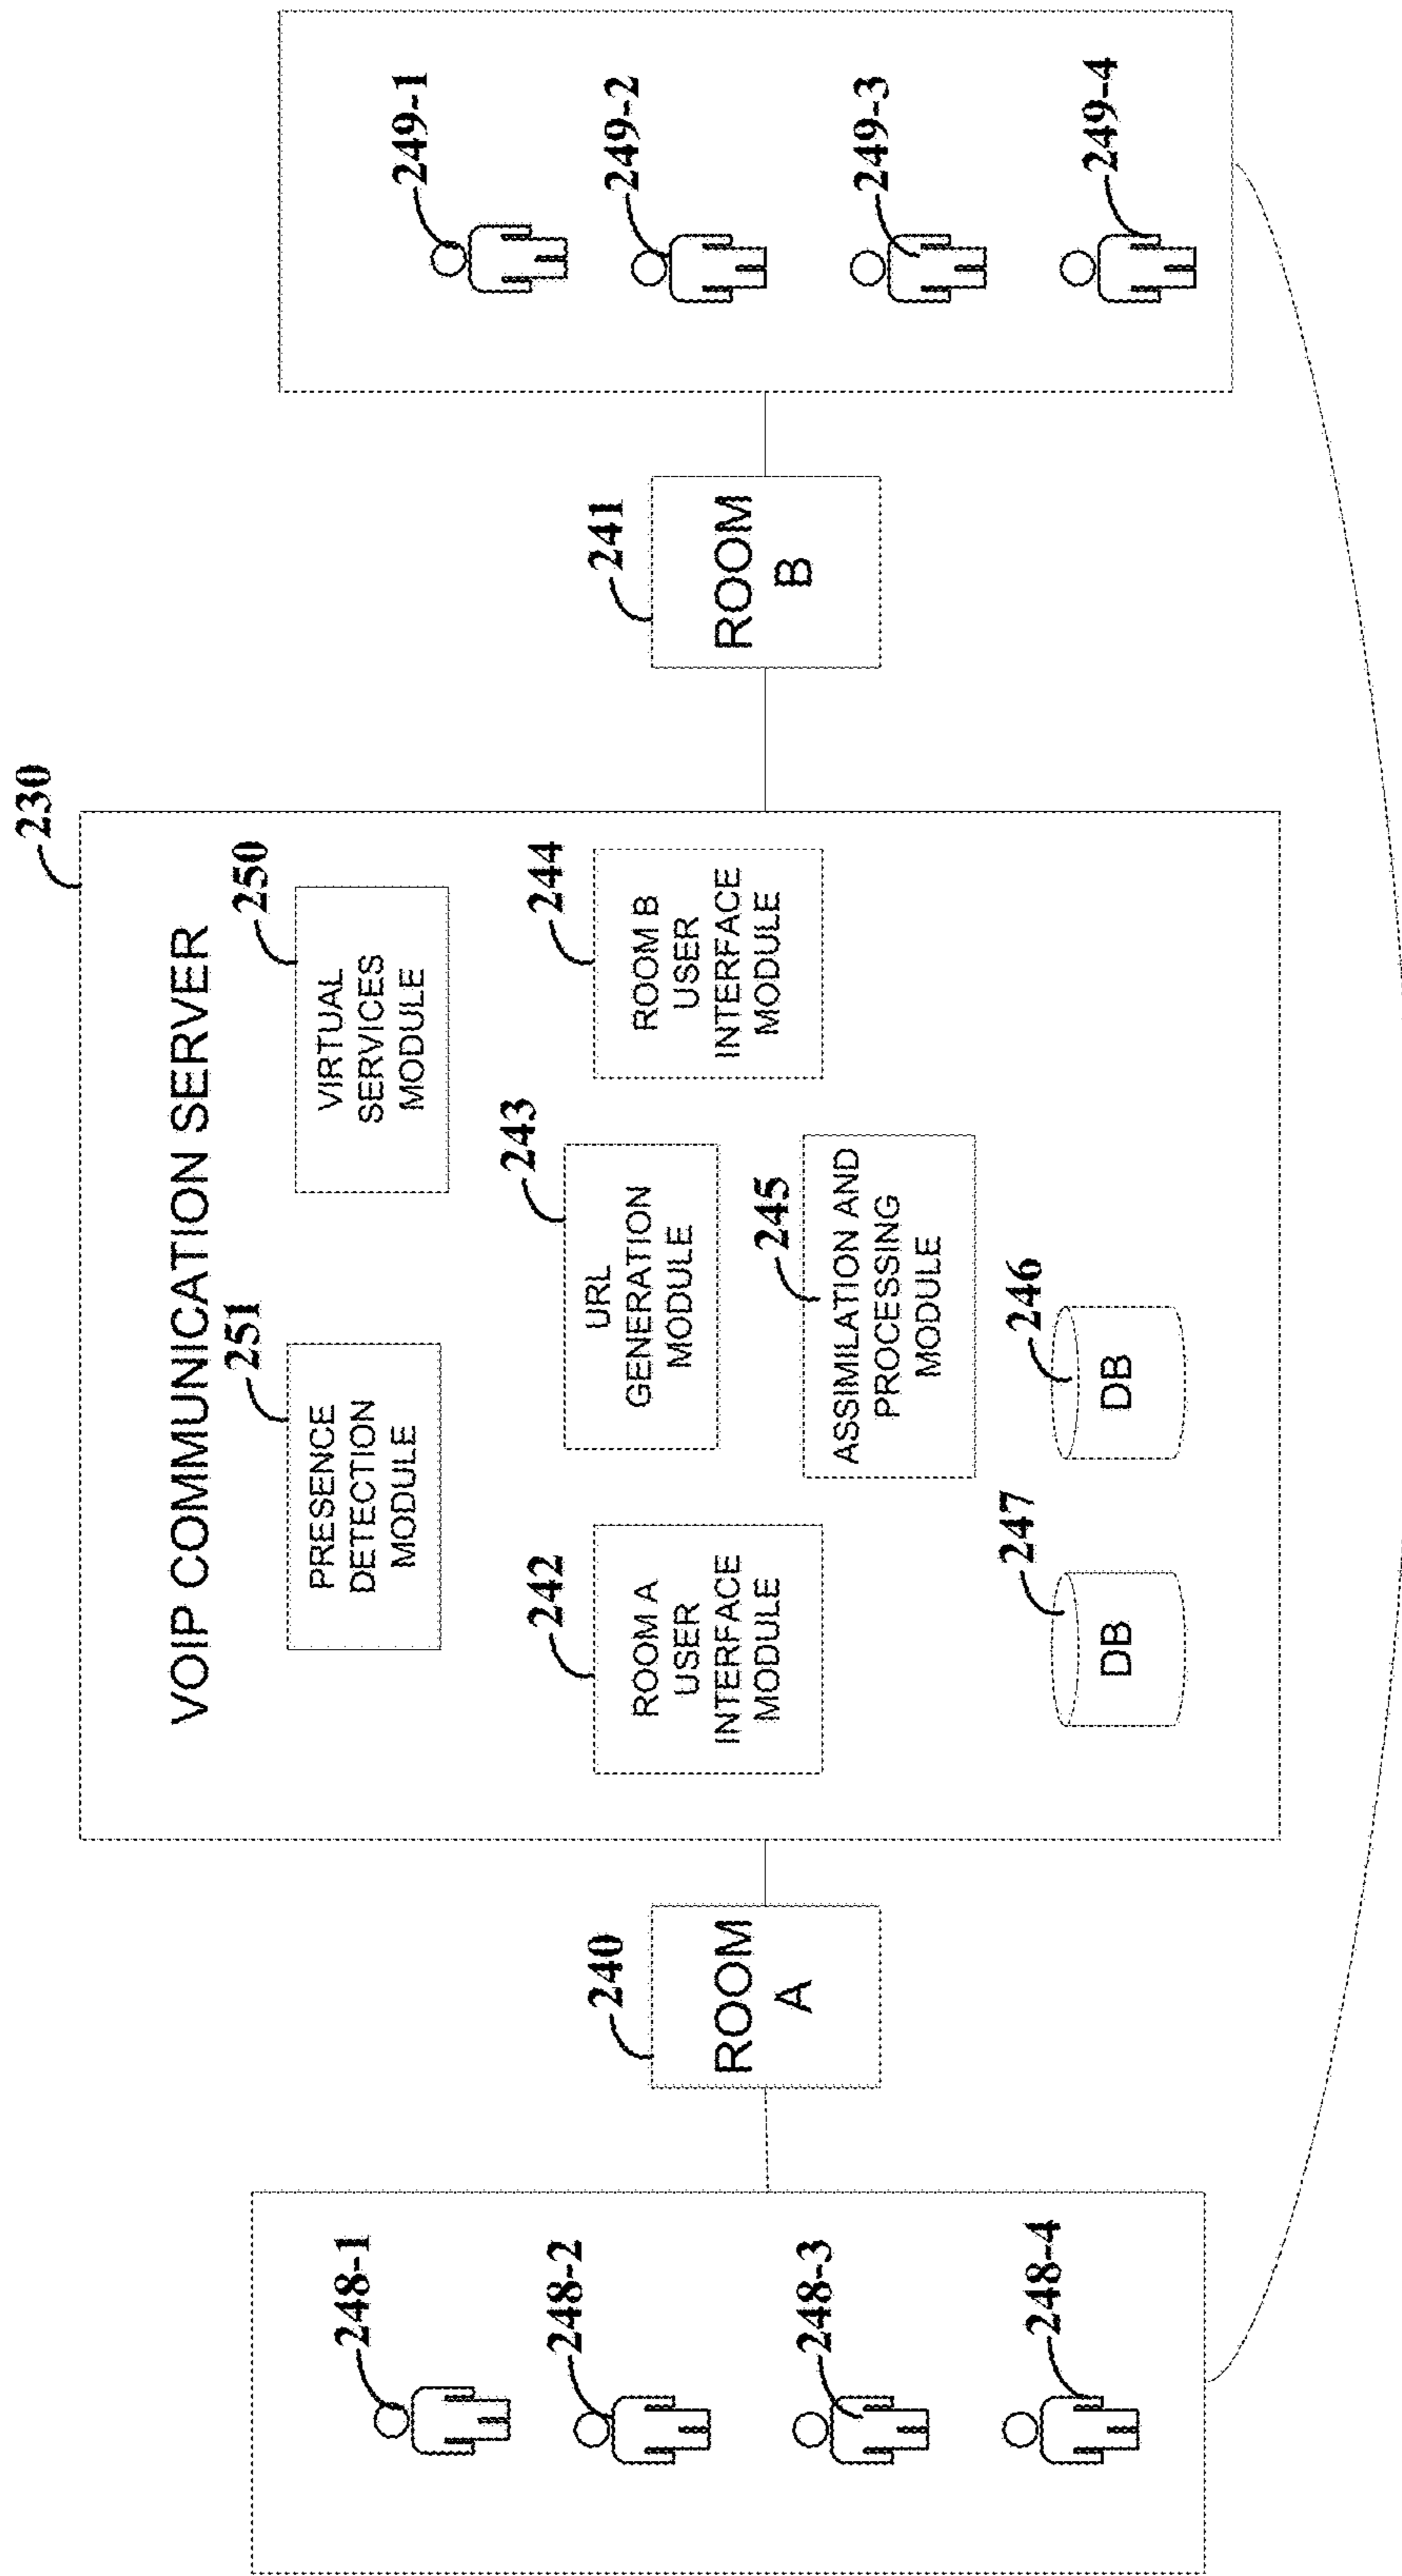 230
VOIP COMMUNICATION SERVER
251
PRESENCE
DETECTION
MODULE
250
VIRTUAL
SERVICES
MODULE
242
ROOM A
USER
INTERFACE
MODULE
243
URL
GENERATION
MODULE
244
ROOM B
USER
INTERFACE
MODULE
245
ASSIMILATION AND
PROCESSING
MODULE
247
DB
246
DB
240
ROOM
A
241
ROOM
B
248-1
248-2
248-3
248-4
249-1
249-2
249-3
249-4